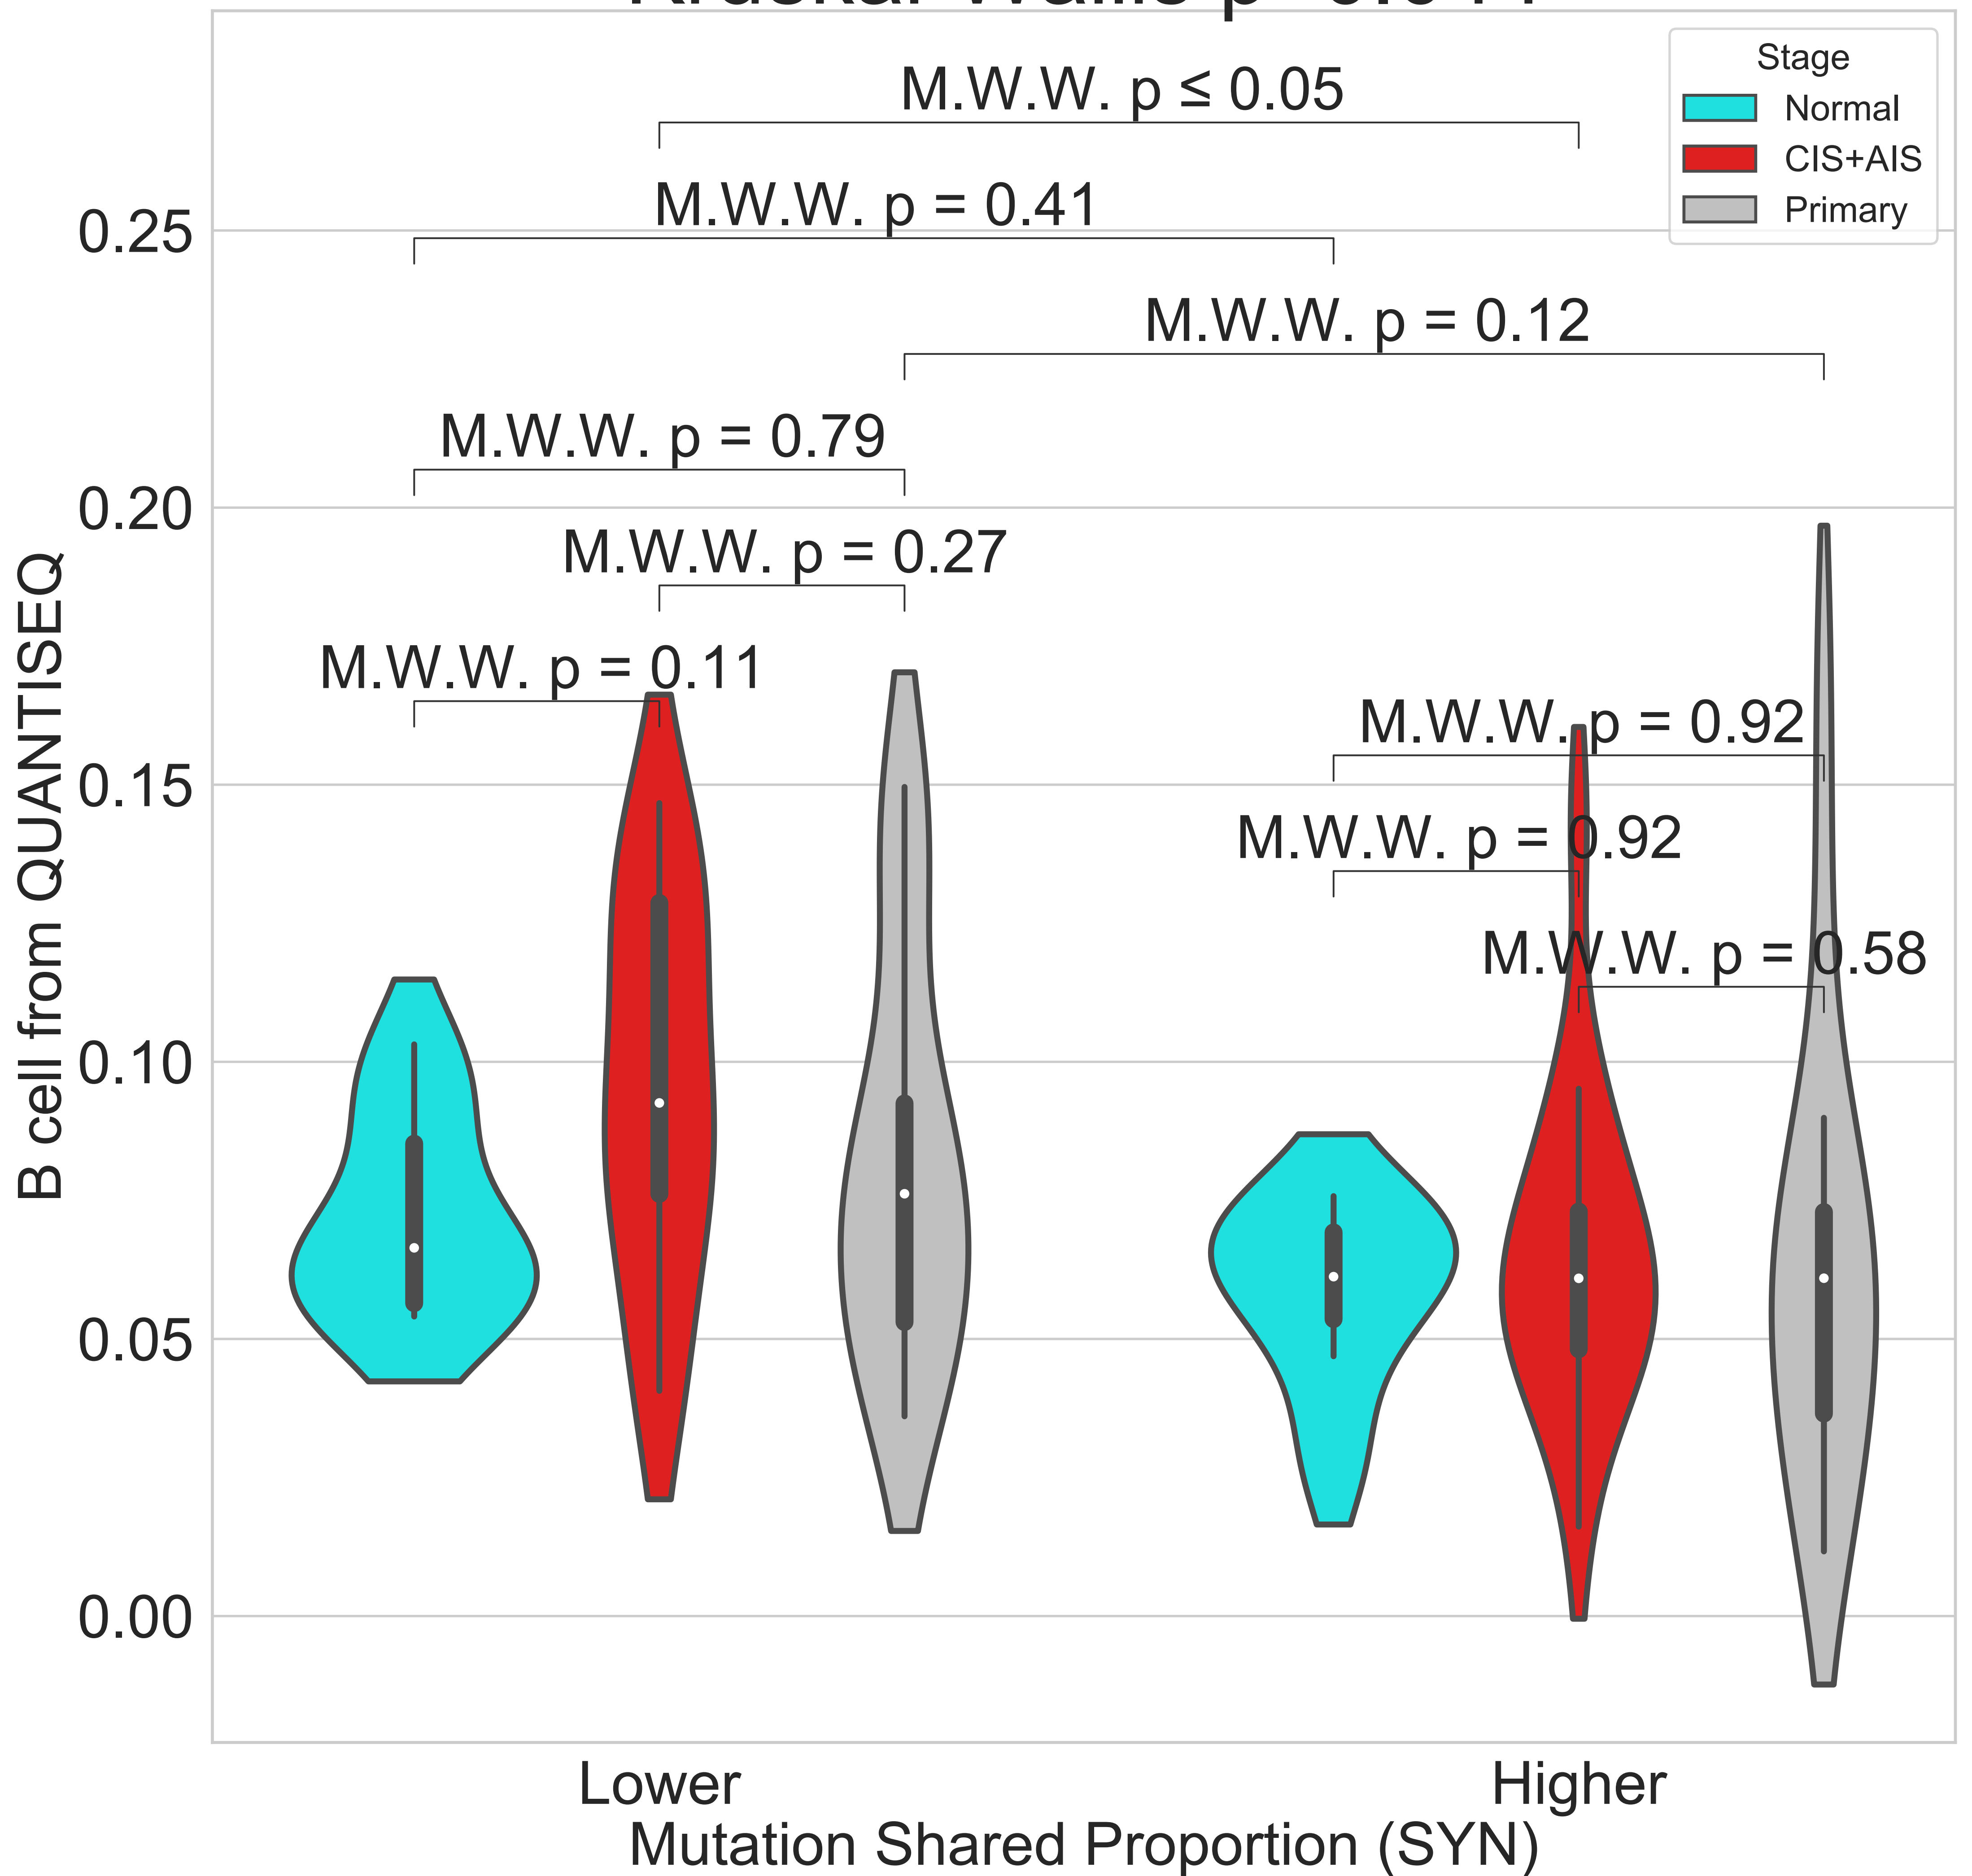 Stage
Normal
CIS+AIS
Primary
M.W.W. p ≤ 0.05
M.W.W. p = 0.41
M.W.W. p = 0.12
M.W.W. p = 0.79
M.W.W. p = 0.27
M.W.W. p = 0.11
M.W.W. p = 0.92
M.W.W. p = 0.92
M.W.W. p = 0.58
0.25
0.20
0.15
0.10
0.05
0.00
B cell from QUANTISEQ
Lower
Higher
Mutation Shared Proportion (SYN)